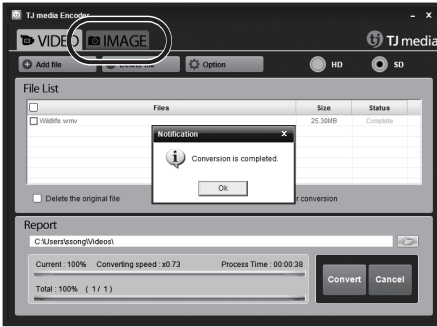 TJ media Encoder
VIDEO IMAGE TJ media
Add file Delete file Option HD SD
File List
Files Size Status
Wildlife.wmv 25.30MB Complete
Notification x
Conversion is completed.
Ok
Delete the original file r conversion
Report
C:\Users\ssong\Videos\
Current : 100% Converting speed : x0.73 Process Time : 00:00:38
Total : 100% ( 1 / 1 )
Convert Cancel